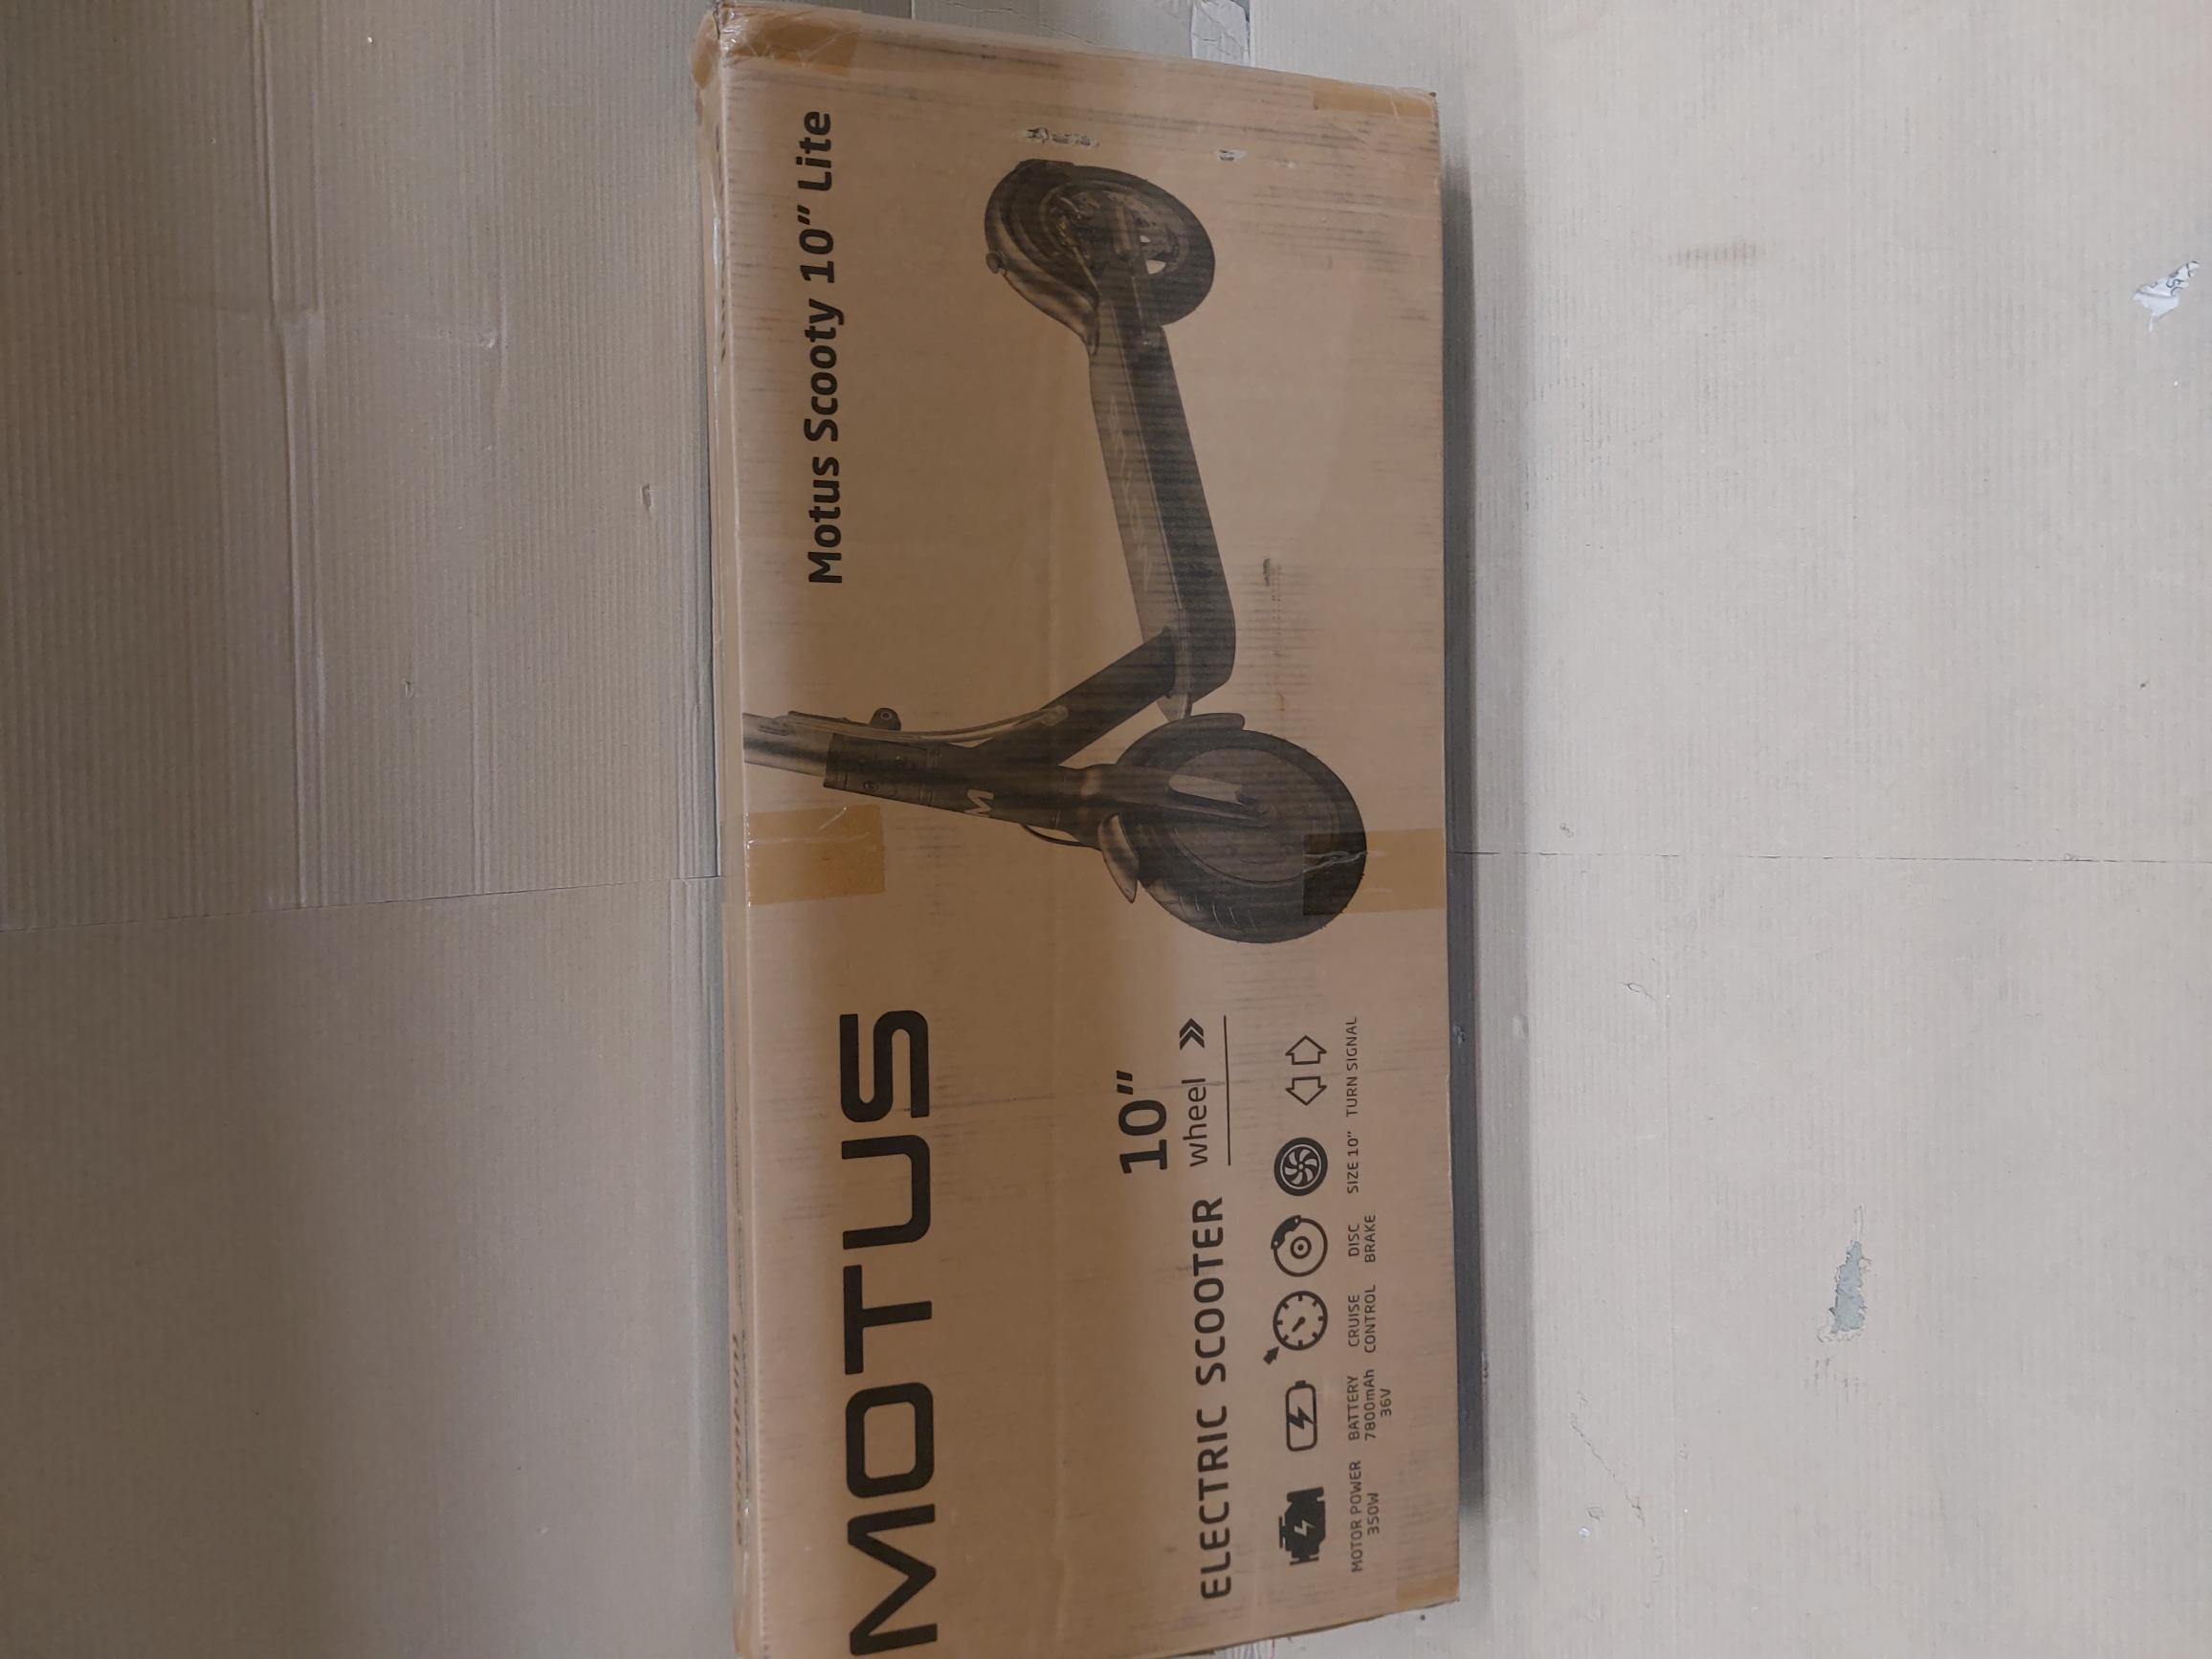 Motus Scooty 10” Lite
MOTUS
10”
ELECTRIC SCOOTER wheel »
MOTOR POWER
350W
BATTERY
7800mAh
36V
CRUISE
CONTROL
DISC
BRAKE
SIZE 10”
TURN SIGNAL
M